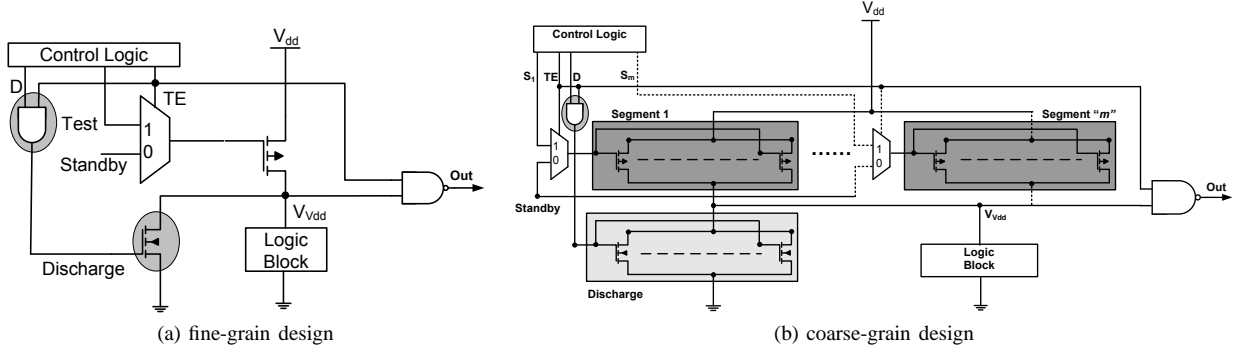 Control Logic
V_dd
D
TE
Test
1
0
Standby
Out
V_Vdd
Logic
Block
Discharge
(a) fine-grain design
V_dd
Control Logic
S_1
TE
D
S_m
Segment 1
Segment “m”
1
0
1
0
Standby
Out
V_Vdd
Logic
Block
Discharge
(b) coarse-grain design